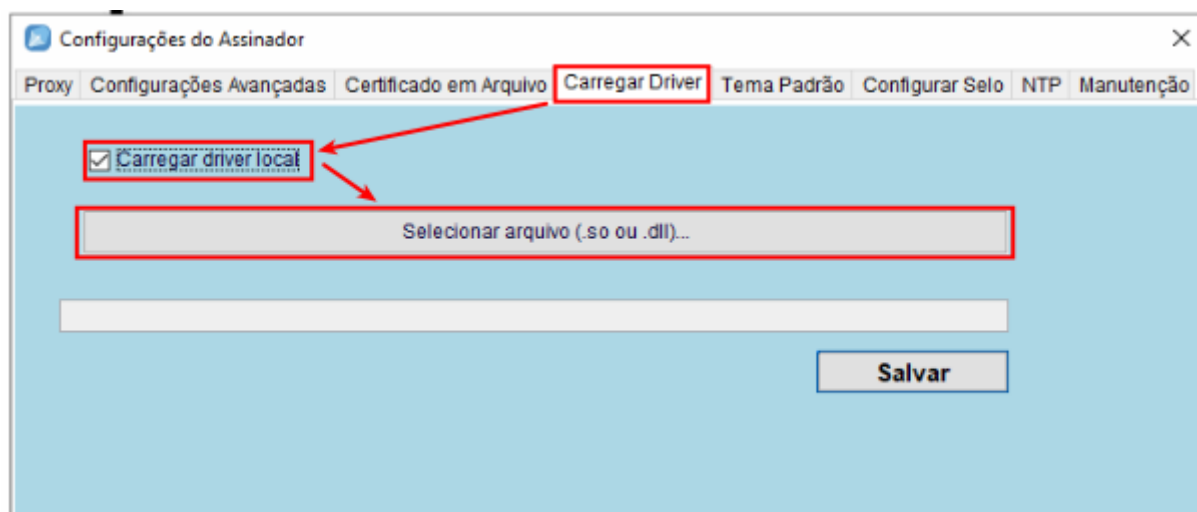 Configurações do Assinador
Proxy Configurações Avançadas Certificado em Arquivo Carregar Driver Tema Padrão Configurar Selo NTP Manutenção
Carregar driver local
Selecionar arquivo (.so ou .dll)...
Salvar